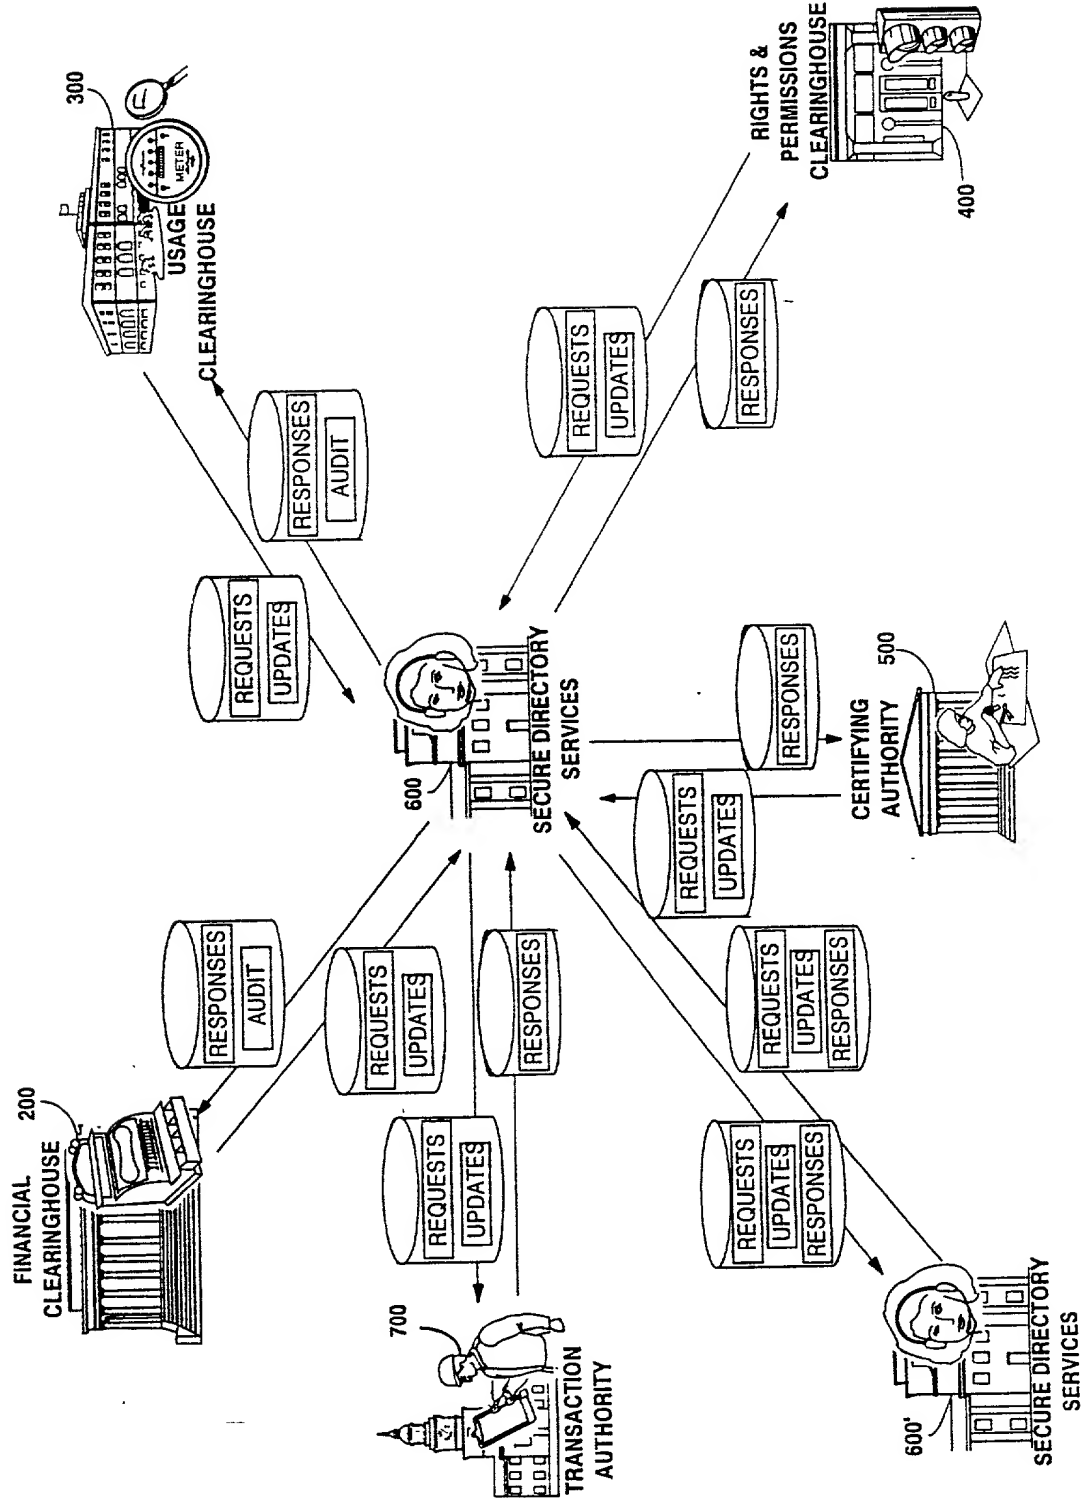 FINANCIAL
CLEARINGHOUSE
200
RESPONSES
AUDIT
REQUESTS
UPDATES
300
METER
USAGE
CLEARINGHOUSE
REQUESTS
UPDATES
RESPONSES
AUDIT
700
TRANSACTION
AUTHORITY
REQUESTS
UPDATES
RESPONSES
600
SECURE DIRECTORY
SERVICES
REQUESTS
UPDATES
RESPONSES
RIGHTS &
PERMISSIONS
CLEARINGHOUSE
400
REQUESTS
UPDATES
RESPONSES
REQUESTS
UPDATES
RESPONSES
600'
SECURE DIRECTORY
SERVICES
REQUESTS
UPDATES
RESPONSES
CERTIFYING
AUTHORITY
500